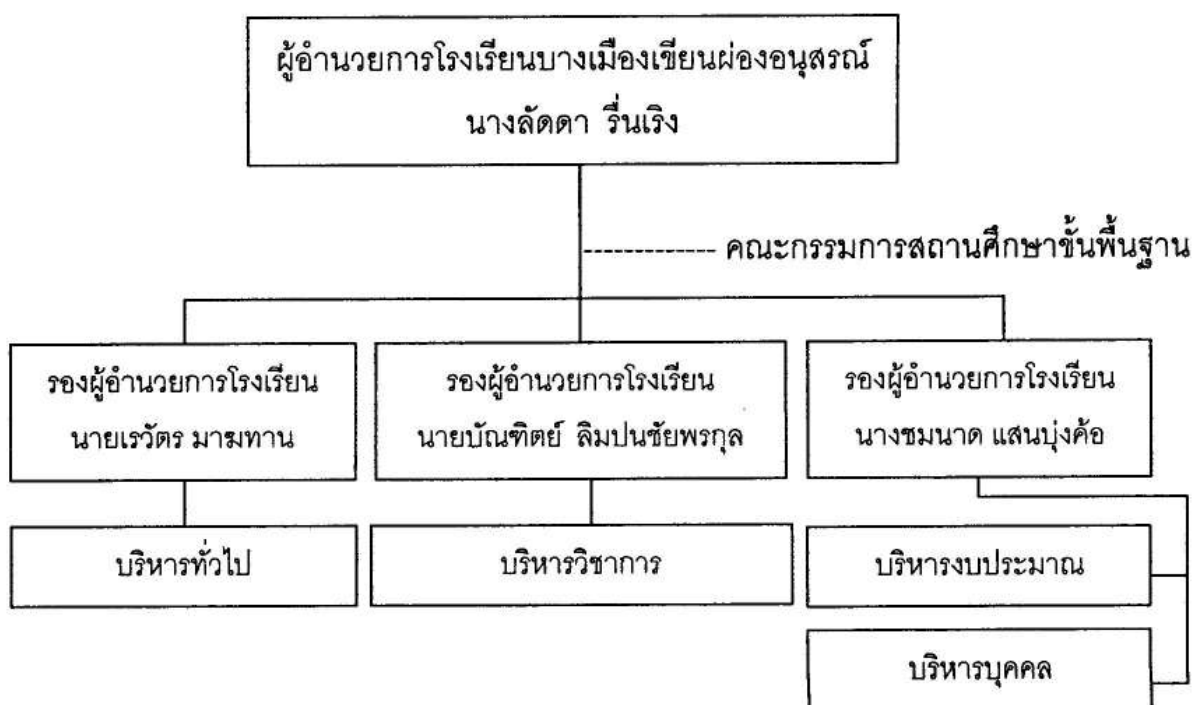 ผู้อำนวยการโรงเรียนบางเมืองเขียนผ่องอนุสรณ์
นางลัดดา รื่นเริง
คณะกรรมการสถานศึกษาขั้นพื้นฐาน
รองผู้อำนวยการโรงเรียน
นายเรวัตร มาฆทาน
รองผู้อำนวยการโรงเรียน
นายบัณฑิตย์ ลิมปนชัยพรกุล
รองผู้อำนวยการโรงเรียน
นางชมนาด แสนบุ่งค้อ
บริหารทั่วไป
บริหารวิชาการ
บริหารงบประมาณ
บริหารบุคคล